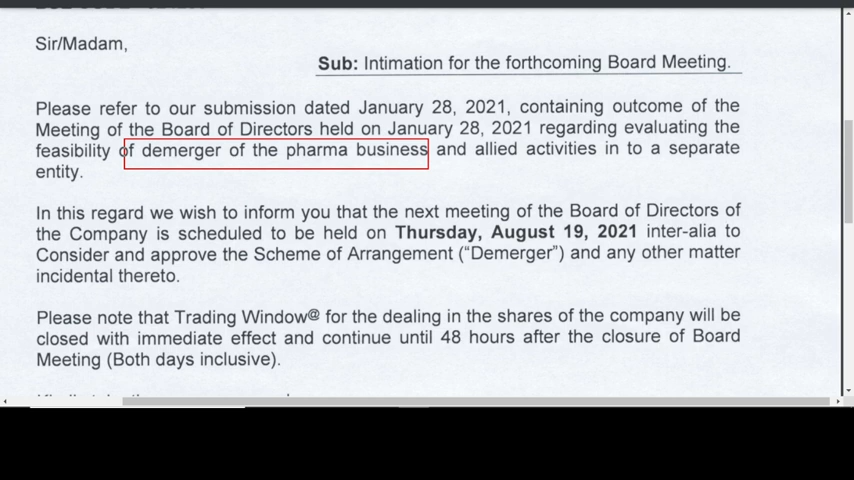 Sir/Madam,
Sub: Intimation for the forthcoming Board Meeting.
Please refer to our submission dated January 28, 2021, containing outcome of the
Meeting of the Board of Directors held on January 28, 2021 regarding evaluating the
feasibility of demerger of the pharma business and allied activities in to a separate
entity.
In this regard we wish to inform you that the next meeting of the Board of Directors of
the Company is scheduled to be held on Thursday, August 19, 2021 inter-alia to
Consider and approve the Scheme of Arrangement (“Demerger”) and any other matter
incidental thereto.
Please note that Trading Window@ for the dealing in the shares of the company will be
closed with immediate effect and continue until 48 hours after the closure of Board
Meeting (Both days inclusive).